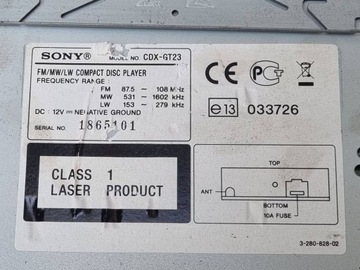 SONY® MODEL NO. CDX-GT23
FM/MW/LW COMPACT DISC PLAYER
FREQUENCY RANGE:
FM 87.5 - 108 MHz
MW 531 - 1602 kHz
LW 153 - 279 kHz
DC : 12V NEGATIVE GROUND
SERIAL NO. 1865101
CE PCT
e13 033726
CLASS 1
LASER PRODUCT
TOP
ANT
BOTTOM
10A FUSE
3-280-828-02